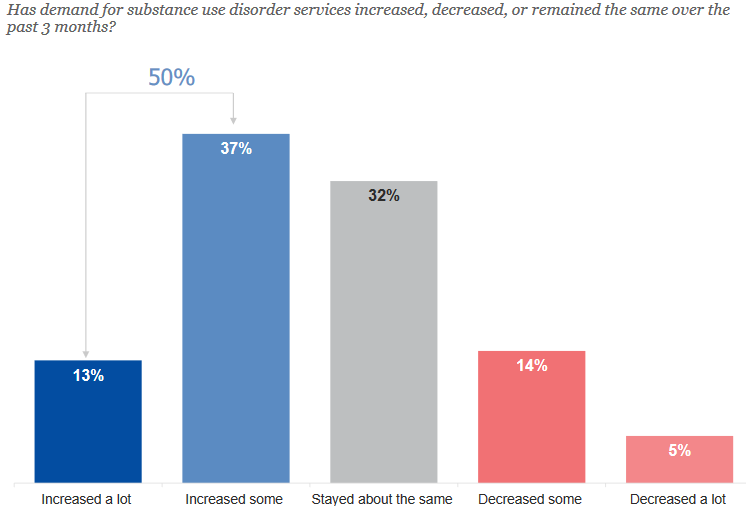 Has demand for substance use disorder services increased, decreased, or remained the same over the
past 3 months?
50%
37%
32%
13%
14%
5%
Increased a lot
Increased some
Stayed about the same
Decreased some
Decreased a lot